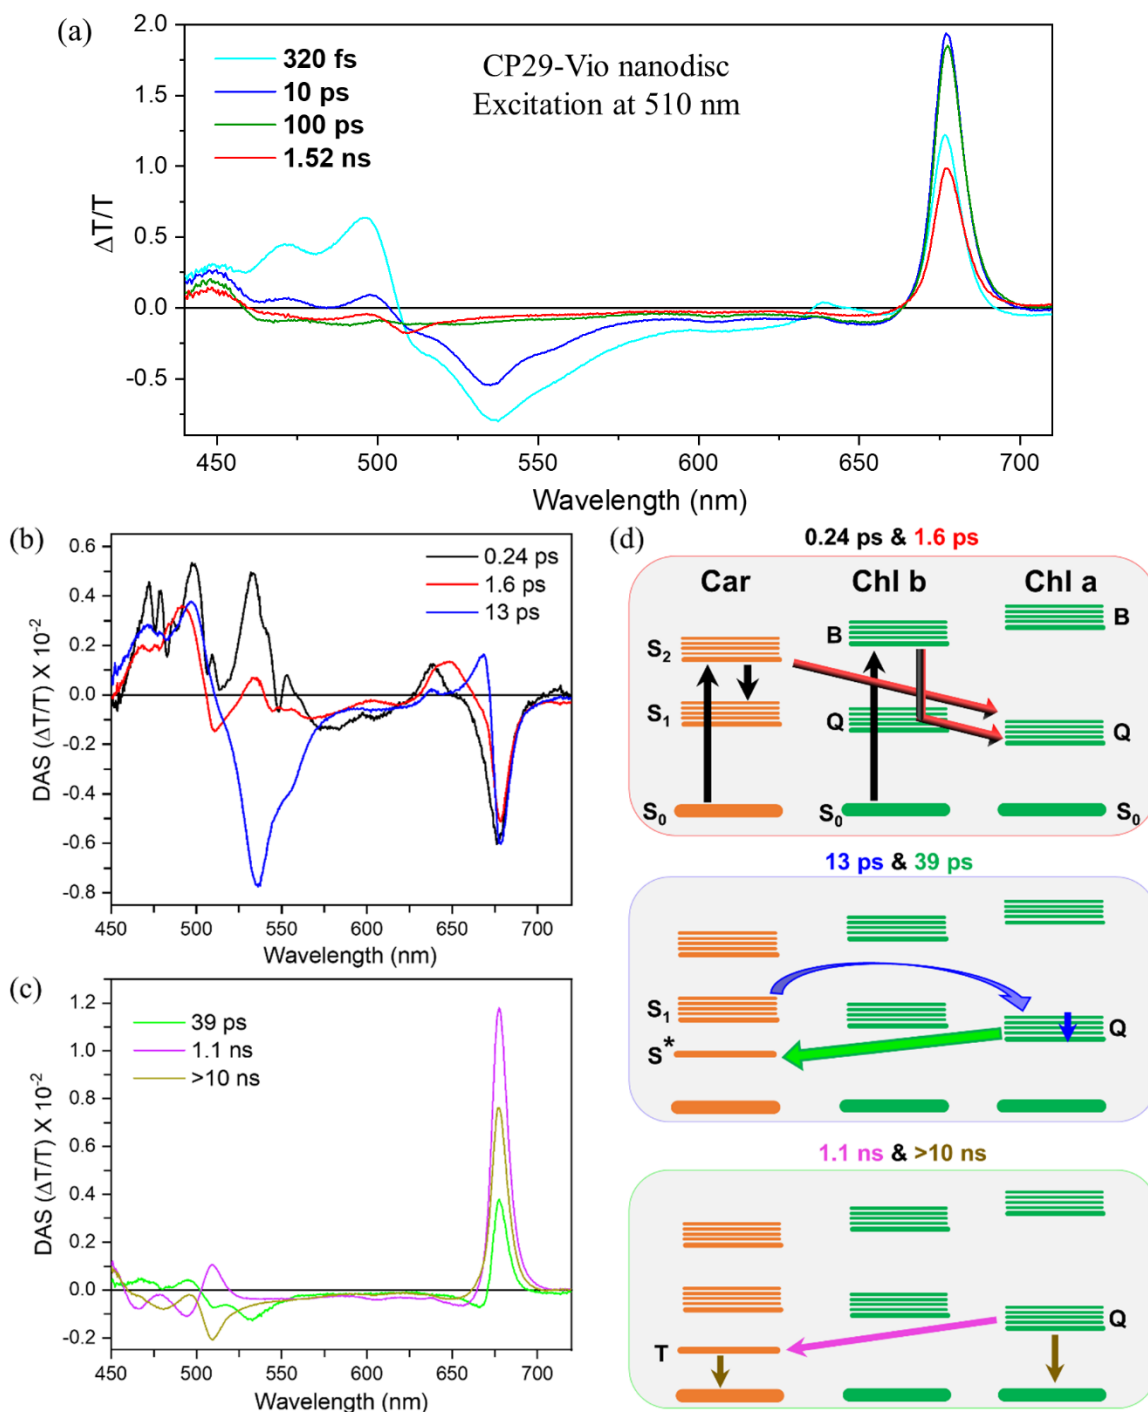 (a)
320 fs
10 ps
100 ps
1.52 ns
CP29-Vio nanodisc
Excitation at 510 nm
2.0
1.5
1.0
0.5
0.0
-0.5
ΔT/T
450 500 550 600 650 700
Wavelength (nm)
(b)
0.24 ps
1.6 ps
13 ps
0.6
0.4
0.2
0.0
-0.2
-0.4
-0.6
-0.8
DAS (ΔT/T) X 10-2
450 500 550 600 650 700
Wavelength (nm)
(c)
39 ps
1.1 ns
>10 ns
1.2
1.0
0.8
0.6
0.4
0.2
0.0
-0.2
DAS (ΔT/T) X 10-2
450 500 550 600 650 700
Wavelength (nm)
(d)
0.24 ps & 1.6 ps
Car Chl b Chl a
B
B
S2
S1
Q
Q
S0
S0
S0
13 ps & 39 ps
S1
Q
S*
1.1 ns & >10 ns
Q
T